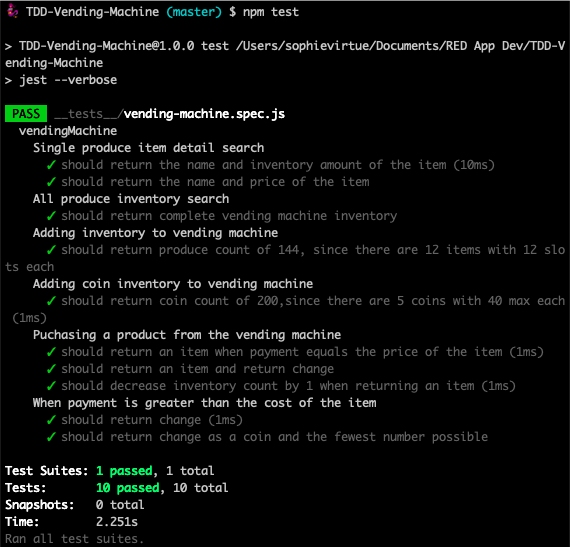 TDD-Vending-Machine (master) $ npm test
> TDD-Vending-Machine@1.0.0 test /Users/sophievirtue/Documents/RED App Dev/TDD-V
ending-Machine
> jest --verbose
PASS __tests__/vending-machine.spec.js
vendingMachine
Single produce item detail search
✓ should return the name and inventory amount of the item (10ms)
✓ should return the name and price of the item
All produce inventory search
✓ should return complete vending machine inventory
Adding inventory to vending machine
✓ should return produce count of 144, since there are 12 items with 12 slo
ts each
Adding coin inventory to vending machine
✓ should return coin count of 200,since there are 5 coins with 40 max each
(1ms)
Puchasing a product from the vending machine
✓ should return an item when payment equals the price of the item (1ms)
✓ should return an item and return change
✓ should decrease inventory count by 1 when returning an item (1ms)
When payment is greater than the cost of the item
✓ should return change (1ms)
✓ should return change as a coin and the fewest number possible
Test Suites: 1 passed, 1 total
Tests: 10 passed, 10 total
Snapshots: 0 total
Time: 2.251s
Ran all test suites.